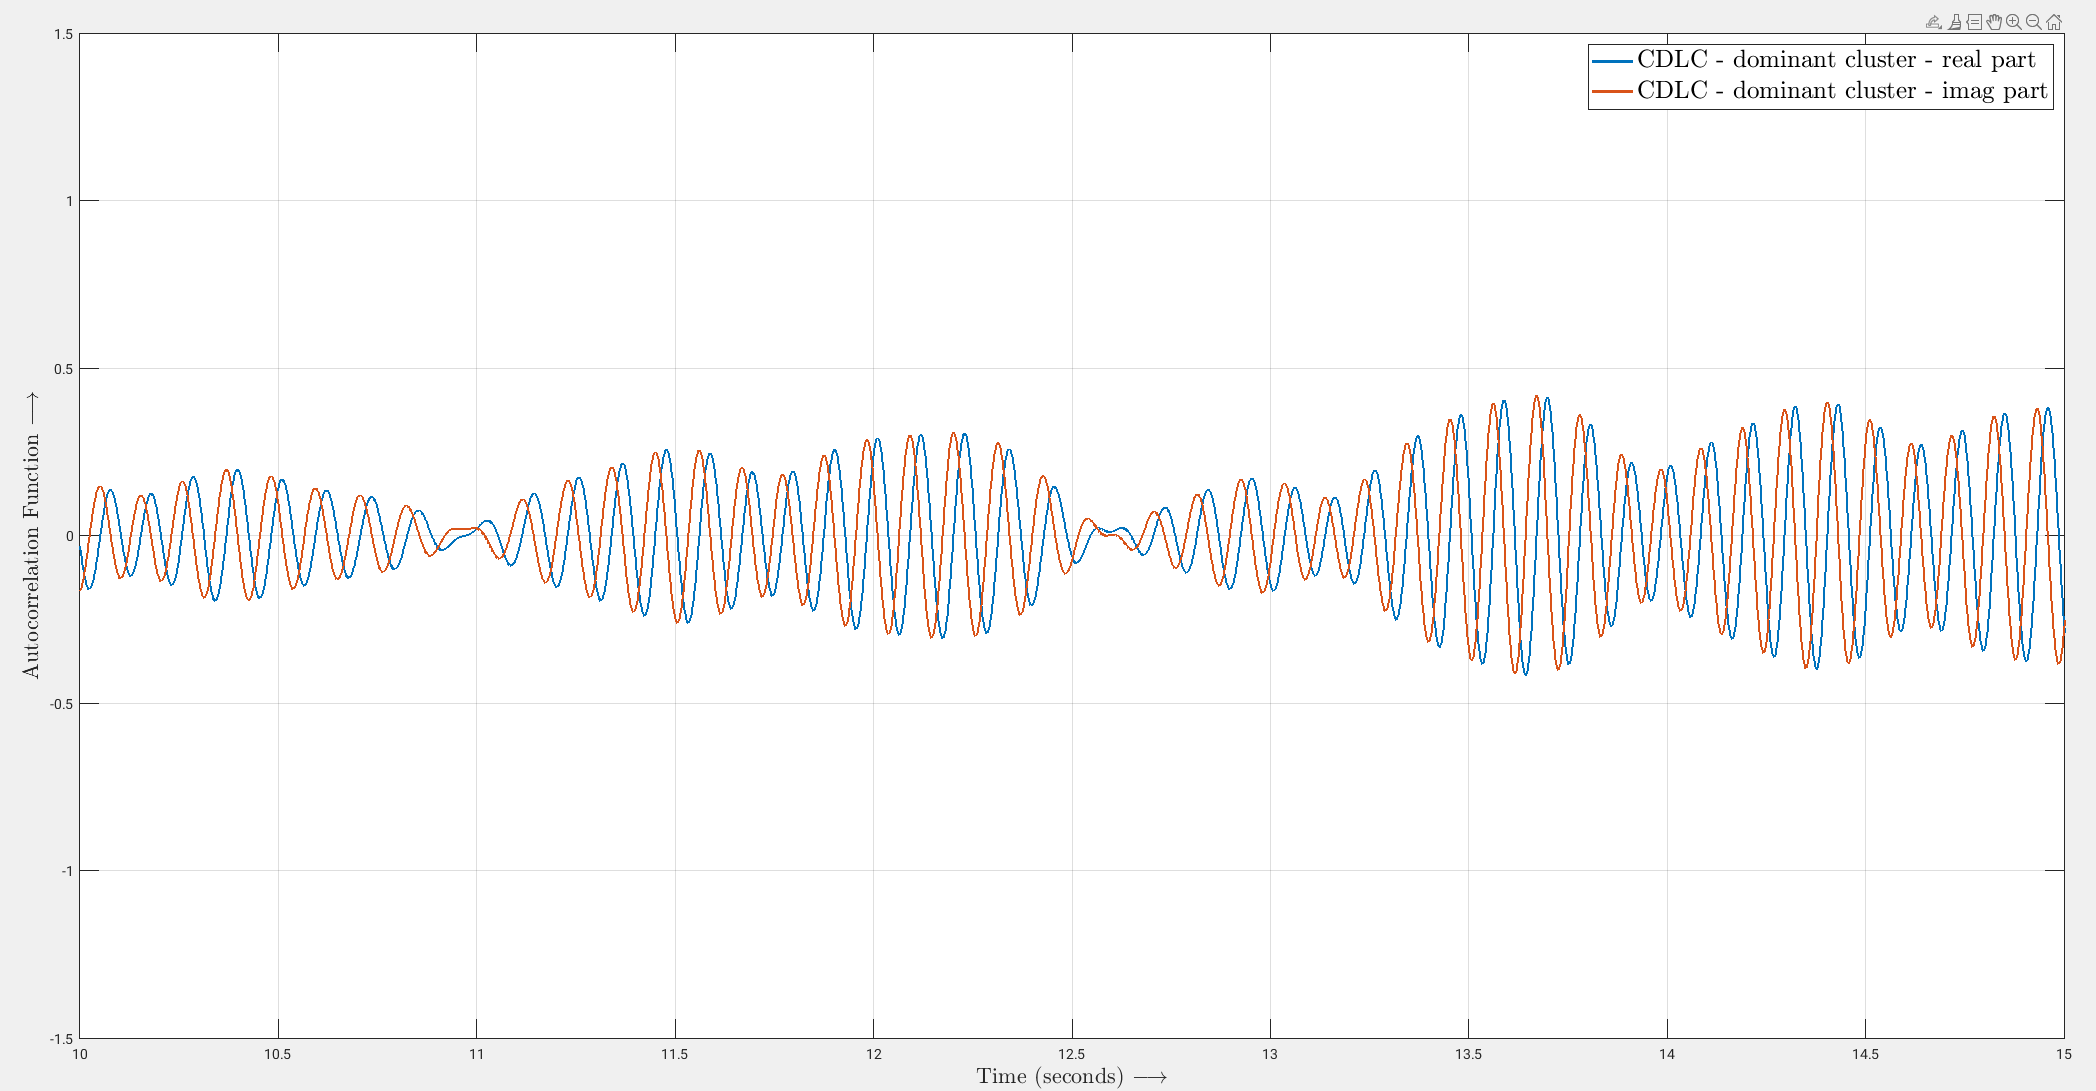 CDLC - dominant cluster - real part
CDLC - dominant cluster - imag part
1.5
1
0.5
0
-0.5
-1
-1.5
Autocorrelation Function ⟶
10 10.5 11 11.5 12 12.5 13 13.5 14 14.5 15
Time (seconds) ⟶